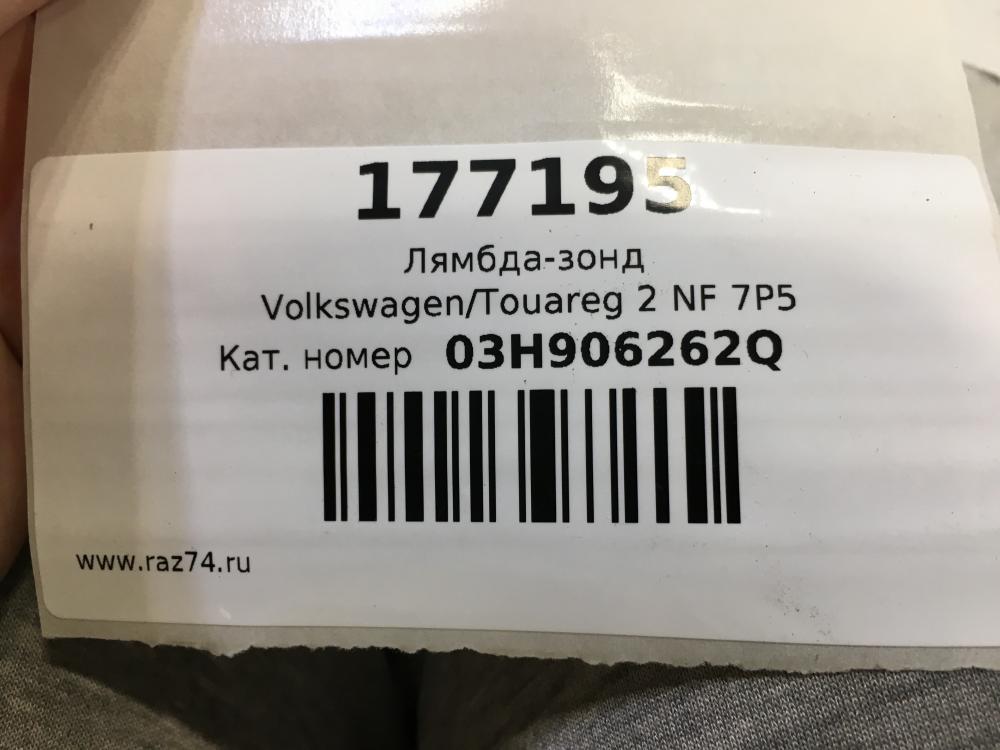 177195
Лямбда-зонд
Volkswagen/Touareg 2 NF 7P5
Кат. номер 03H906262Q
www.raz74.ru